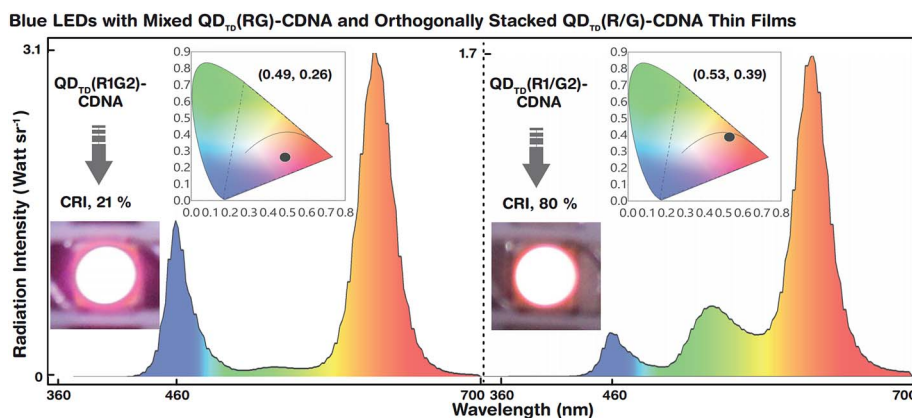 Blue LEDs with Mixed QD_TD(RG)-CDNA and Orthogonally Stacked QD_TD(R/G)-CDNA Thin Films
Radiation Intensity (Watt sr⁻¹)
3.1
0
QD_TD(R1G2)-
CDNA
CRI, 21 %
0.9
0.8
0.7
0.6
0.5
0.4
0.3
0.2
0.1
0.0
0.0 0.1 0.2 0.3 0.4 0.5 0.6 0.7 0.8
(0.49, 0.26)
360
460
700
1.7
QD_TD(R1/G2)-
CDNA
CRI, 80 %
0.9
0.8
0.7
0.6
0.5
0.4
0.3
0.2
0.1
0.0
0.0 0.1 0.2 0.3 0.4 0.5 0.6 0.7 0.8
(0.53, 0.39)
360
460
700
Wavelength (nm)